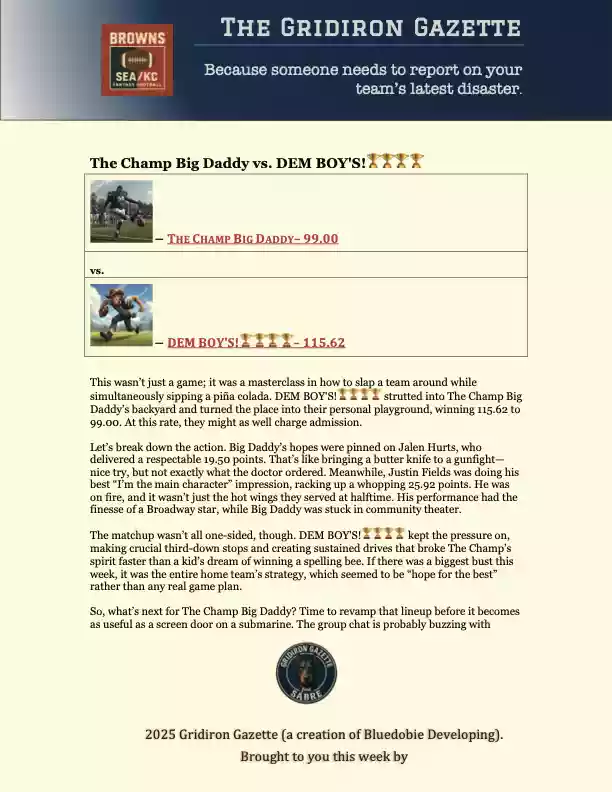 THE GRIDIRON GAZETTE
BROWNS
SEA/KC
FANTASY FOOTBALL
Because someone needs to report on your
team's latest disaster.
The Champ Big Daddy vs. DEM BOY'S!🏆🏆🏆🏆
– THE CHAMP BIG DADDY– 99.00
vs.
– DEM BOY'S!🏆🏆🏆🏆– 115.62
This wasn't just a game; it was a masterclass in how to slap a team around while
simultaneously sipping a piña colada. DEM BOY'S!🏆🏆🏆🏆 strutted into The Champ Big
Daddy's backyard and turned the place into their personal playground, winning 115.62 to
99.00. At this rate, they might as well charge admission.
Let's break down the action. Big Daddy's hopes were pinned on Jalen Hurts, who
delivered a respectable 19.50 points. That's like bringing a butter knife to a gunfight—
nice try, but not exactly what the doctor ordered. Meanwhile, Justin Fields was doing his
best “I'm the main character” impression, racking up a whopping 25.92 points. He was
on fire, and it wasn't just the hot wings they served at halftime. His performance had the
finesse of a Broadway star, while Big Daddy was stuck in community theater.
The matchup wasn't all one-sided, though. DEM BOY'S!🏆🏆🏆🏆 kept the pressure on,
making crucial third-down stops and creating sustained drives that broke The Champ's
spirit faster than a kid's dream of winning a spelling bee. If there was a biggest bust this
week, it was the entire home team's strategy, which seemed to be “hope for the best”
rather than any real game plan.
So, what's next for The Champ Big Daddy? Time to revamp that lineup before it becomes
as useful as a screen door on a submarine. The group chat is probably buzzing with
GRIDIRON GAZETTE
SABRE
2025 Gridiron Gazette (a creation of Bluedobie Developing).
Brought to you this week by